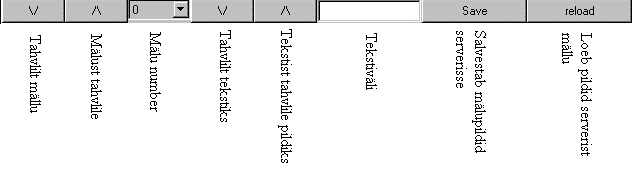 \/
/\
0
\/
/\
Save
reload
Tahvlilt mällu
Mälust tahvlile
Mälu number
Tahvlilt tekstiks
Tekstist tahvlile pildiks
Tekstiväli
Salvestab mälupildid
serverisse
Loeb pildid serverist
mällu